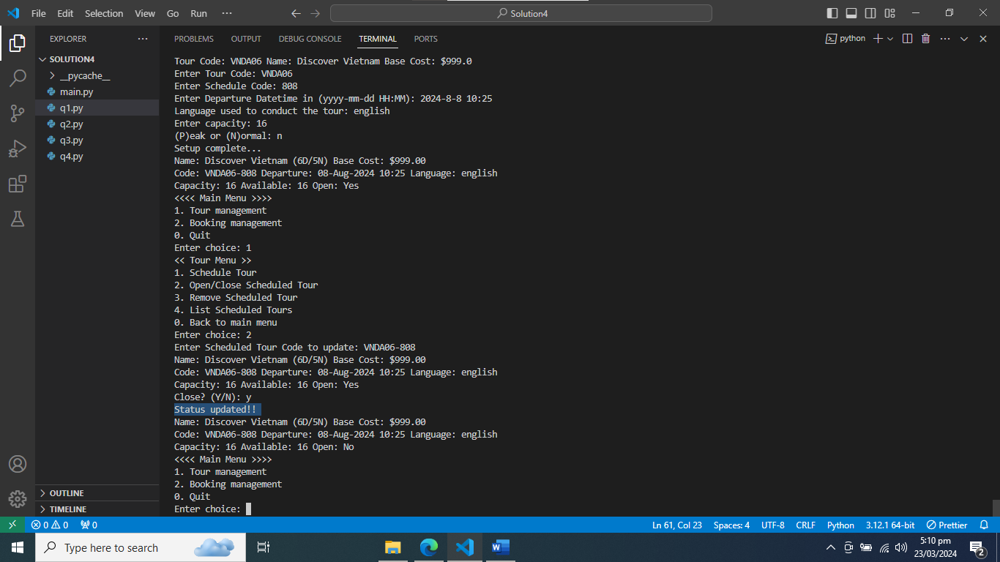 File Edit Selection View Go Run ··· Solution4
EXPLORER ···
SOLUTION4
__pycache__
main.py
q1.py
q2.py
q3.py
q4.py
OUTLINE
TIMELINE
PROBLEMS OUTPUT DEBUG CONSOLE TERMINAL PORTS python ···
Tour Code: VNDA06 Name: Discover Vietnam Base Cost: $999.0
Enter Tour Code: VNDA06
Enter Schedule Code: 808
Enter Departure Datetime in (yyyy-mm-dd HH:MM): 2024-8-8 10:25
Language used to conduct the tour: english
Enter capacity: 16
(P)eak or (N)ormal: n
Setup complete...
Name: Discover Vietnam (6D/5N) Base Cost: $999.00
Code: VNDA06-808 Departure: 08-Aug-2024 10:25 Language: english
Capacity: 16 Available: 16 Open: Yes
<<<< Main Menu >>>>
1. Tour management
2. Booking management
0. Quit
Enter choice: 1
<< Tour Menu >>
1. Schedule Tour
2. Open/Close Scheduled Tour
3. Remove Scheduled Tour
4. List Scheduled Tours
0. Back to main menu
Enter choice: 2
Enter Scheduled Tour Code to update: VNDA06-808
Name: Discover Vietnam (6D/5N) Base Cost: $999.00
Code: VNDA06-808 Departure: 08-Aug-2024 10:25 Language: english
Capacity: 16 Available: 16 Open: Yes
Close? (Y/N): y
Status updated!!
Name: Discover Vietnam (6D/5N) Base Cost: $999.00
Code: VNDA06-808 Departure: 08-Aug-2024 10:25 Language: english
Capacity: 16 Available: 16 Open: No
<<<< Main Menu >>>>
1. Tour management
2. Booking management
0. Quit
Enter choice:
0 0 0 Ln 61, Col 23 Spaces: 4 UTF-8 CRLF Python 3.12.1 64-bit Prettier
Type here to search
5:10 pm
23/03/2024
2